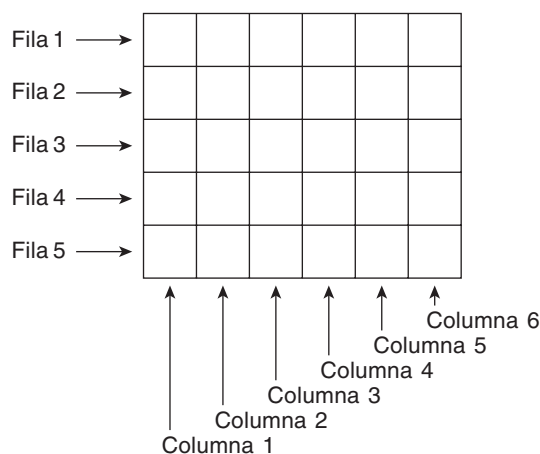 Fila 1
Fila 2
Fila 3
Fila 4
Fila 5
Columna 6
Columna 5
Columna 4
Columna 3
Columna 2
Columna 1